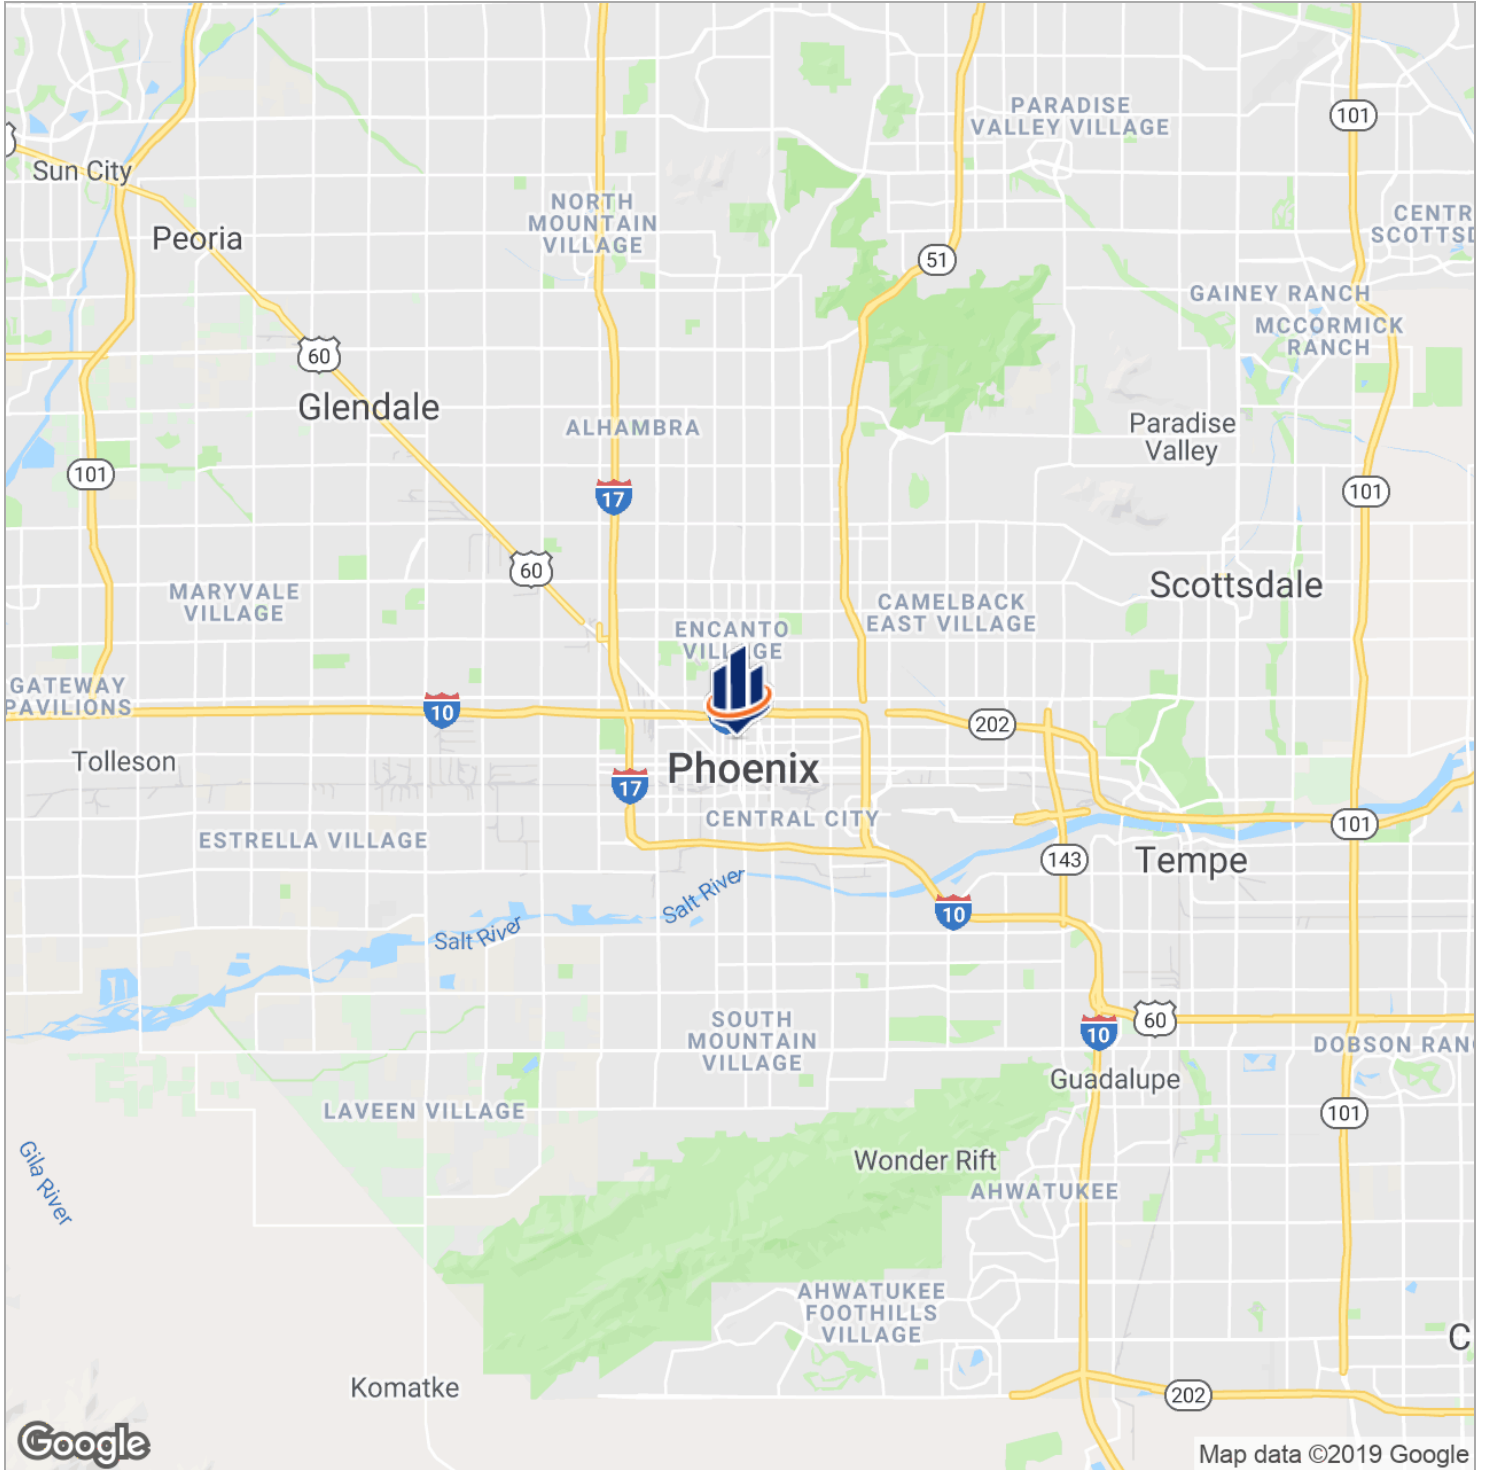 PARADISE
VALLEY VILLAGE
101
Sun City
NORTH
MOUNTAIN
VILLAGE
CENTR
SCOTTSD
Peoria
51
GAINEY RANCH
MCCORMICK
RANCH
60
Glendale
ALHAMBRA
Paradise
Valley
101
17
101
60
MARYVALE
VILLAGE
Scottsdale
CAMELBACK
EAST VILLAGE
ENCANTO
VILLAGE
GATEWAY
PAVILIONS
10
202
Tolleson
Phoenix
17
CENTRAL CITY
101
ESTRELLA VILLAGE
143
Tempe
Salt River
10
Salt River
SOUTH
MOUNTAIN
VILLAGE
60
10
DOBSON RAN
Guadalupe
LAVEEN VILLAGE
101
Gila River
Wonder Rift
AHWATUKEE
AHWATUKEE
FOOTHILLS
VILLAGE
C
Komatke
202
Google
Map data ©2019 Google